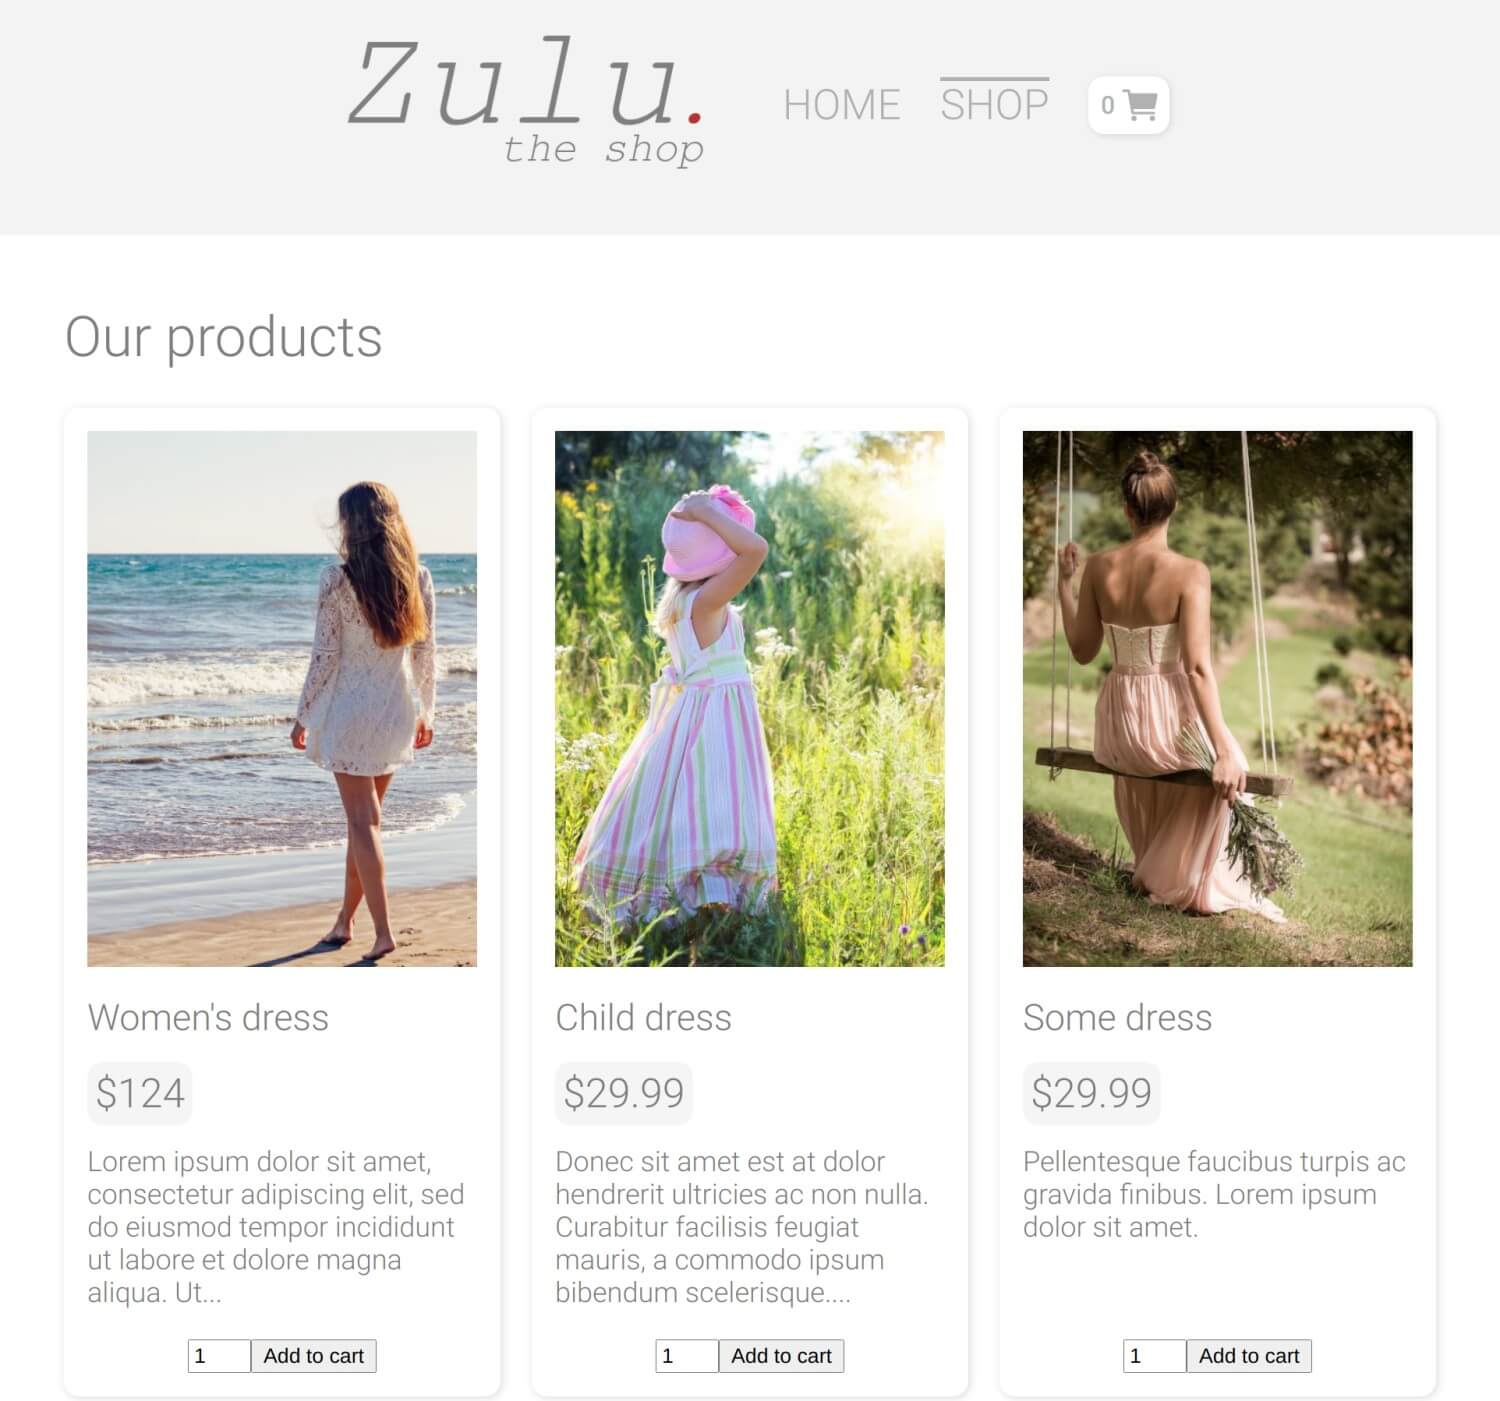 Zulu.
the shop
HOME
SHOP
0
Our products
Women's dress
$124
Lorem ipsum dolor sit amet,
consectetur adipiscing elit, sed
do eiusmod tempor incididunt
ut labore et dolore magna
aliqua. Ut...
1
Add to cart
Child dress
$29.99
Donec sit amet est at dolor
hendrerit ultricies ac non nulla.
Curabitur facilisis feugiat
mauris, a commodo ipsum
bibendum scelerisque....
1
Add to cart
Some dress
$29.99
Pellentesque faucibus turpis ac
gravida finibus. Lorem ipsum
dolor sit amet.
1
Add to cart